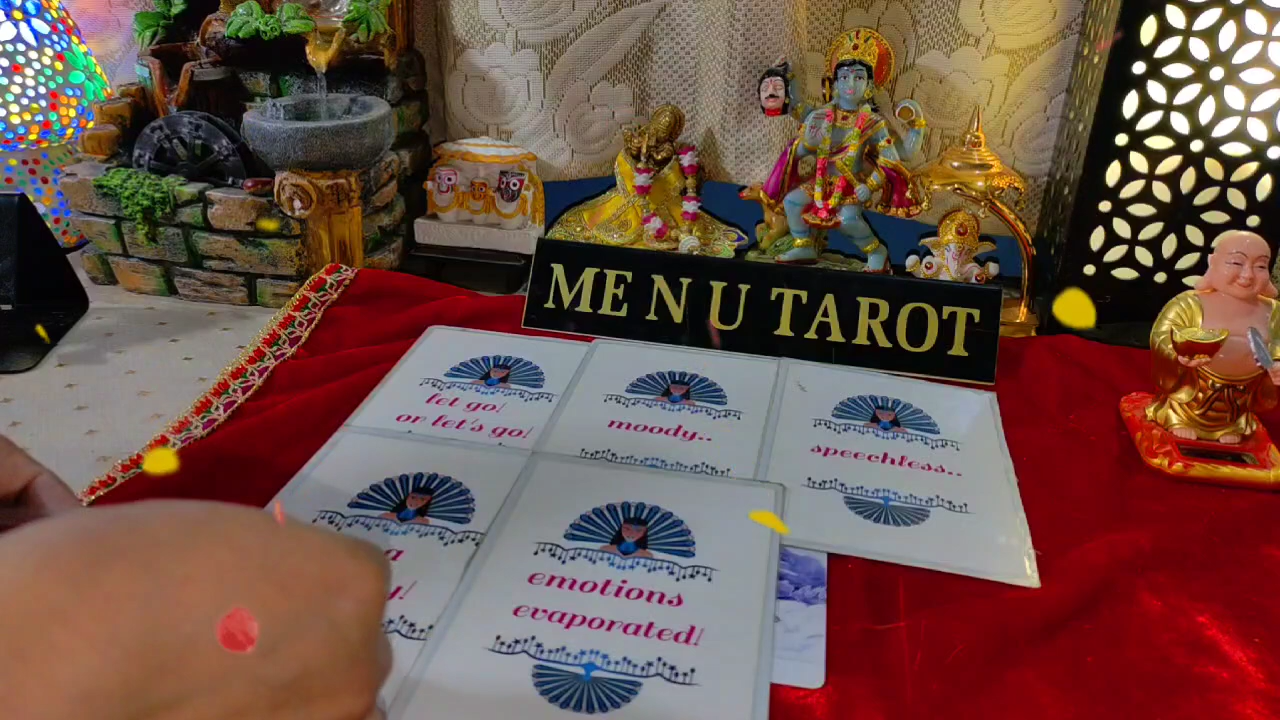 ME N U TAROT
let go!
or let's go!
moody..
speechless..
emotions
evaporated!